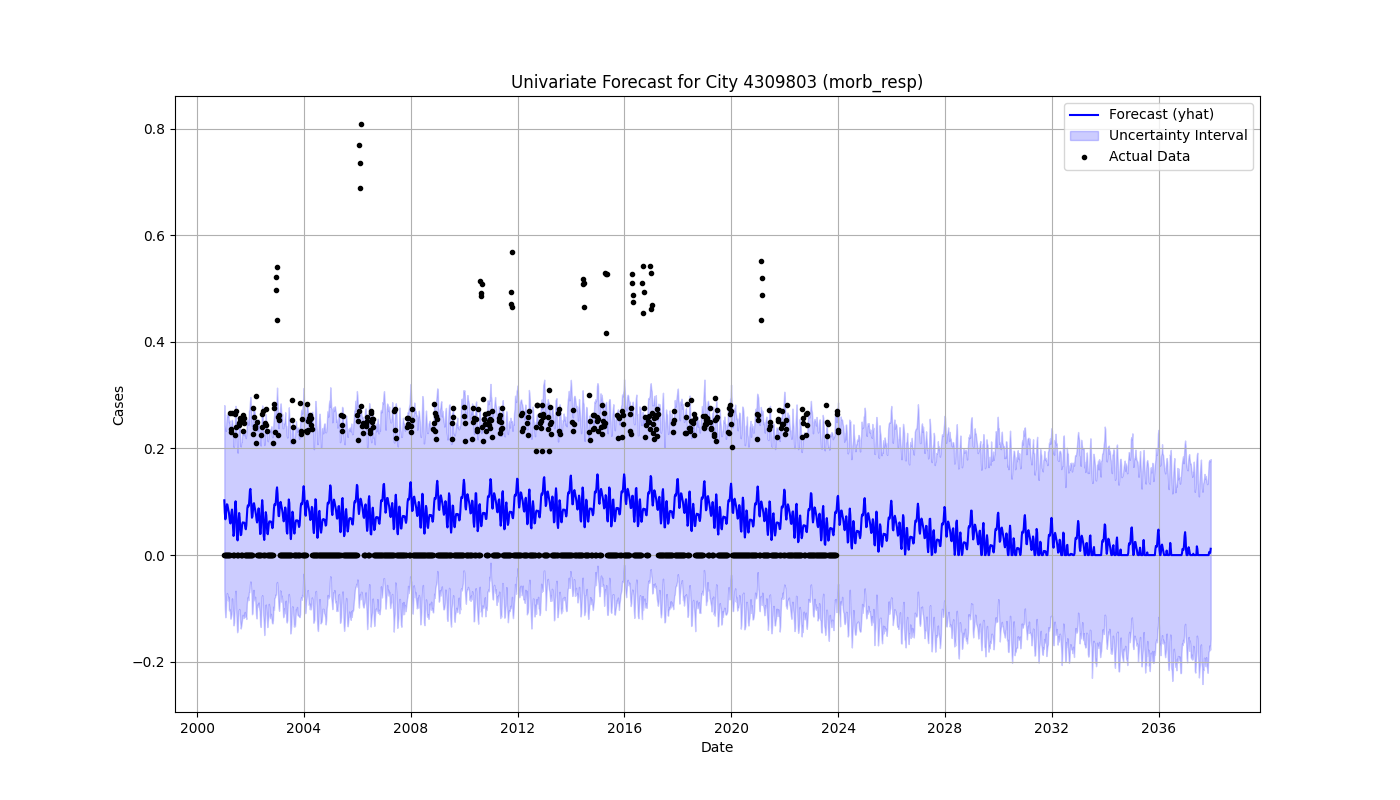 Univariate Forecast for City 4309803 (morb_resp)
Forecast (yhat)
Uncertainty Interval
Actual Data
Cases
0.8
0.6
0.4
0.2
0.0
−0.2
2000 2004 2008 2012 2016 2020 2024 2028 2032 2036
Date